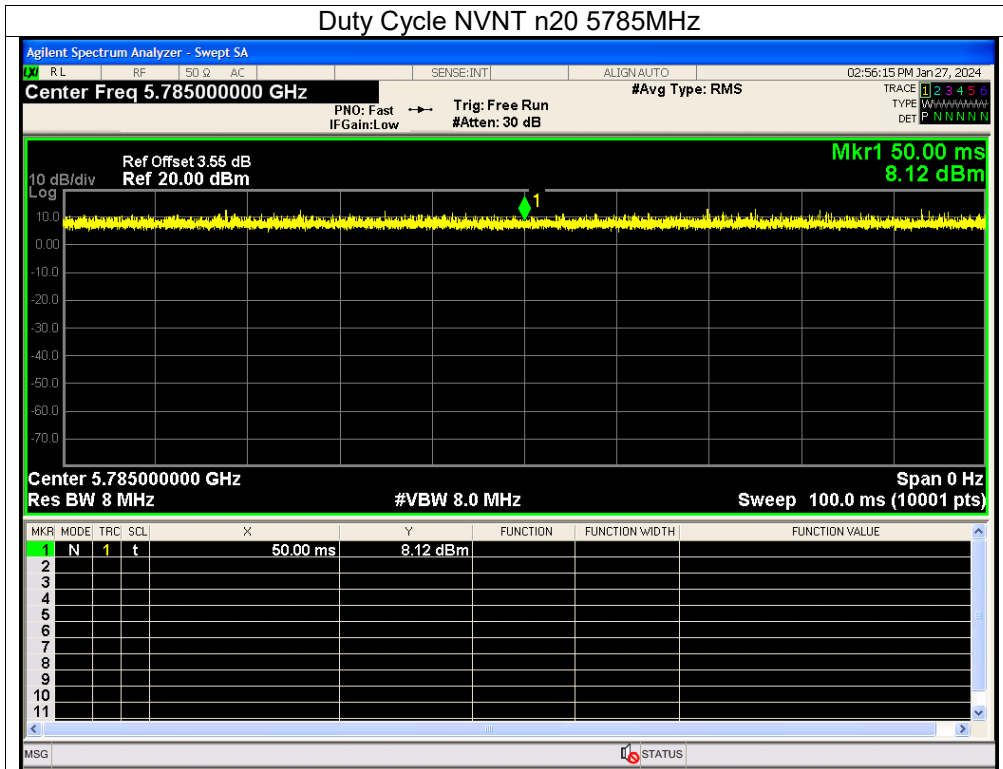 Duty Cycle NVNT n20 5785MHz
Agilent Spectrum Analyzer - Swept SA
LXI RL RF 50 Ω AC SENSE:INT ALIGN AUTO 02:56:15 PM Jan 27, 2024
Center Freq 5.785000000 GHz #Avg Type: RMS TRACE 1 2 3 4 5 6
PNO: Fast Trig: Free Run TYPE WWWWWW
IFGain:Low #Atten: 30 dB DET P N N N N N
Mkr1 50.00 ms
Ref Offset 3.55 dB
10 dB/div Ref 20.00 dBm 8.12 dBm
Log
1
10.0
0.00
-10.0
-20.0
-30.0
-40.0
-50.0
-60.0
-70.0
Center 5.785000000 GHz Span 0 Hz
Res BW 8 MHz #VBW 8.0 MHz Sweep 100.0 ms (10001 pts)
MKR MODE TRC SCL X Y FUNCTION FUNCTION WIDTH FUNCTION VALUE
1 N 1 t 50.00 ms 8.12 dBm
2
3
4
5
6
7
8
9
10
11
MSG STATUS